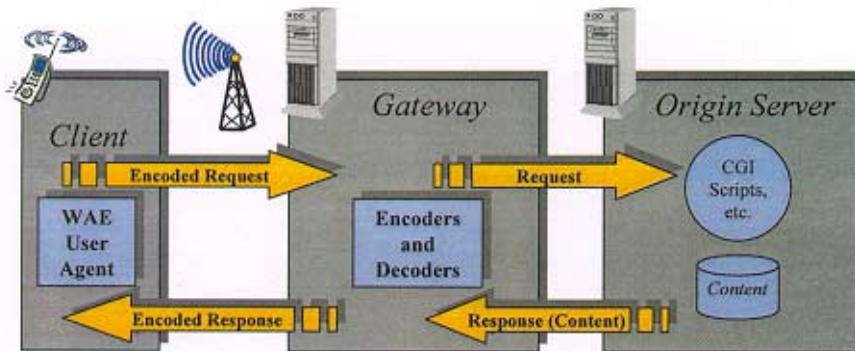 Client
Gateway
Origin Server
Encoded Request
Request
CGI
Scripts,
etc.
WAE
User
Agent
Encoders
and
Decoders
Content
Encoded Response
Response (Content)